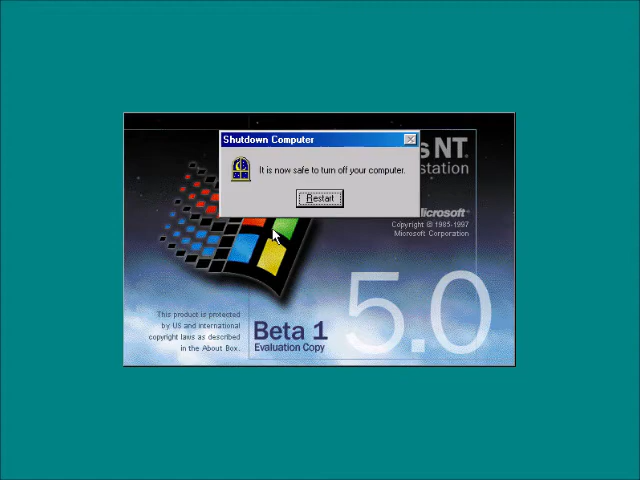 Shutdown Computer
It is now safe to turn off your computer.
Restart
s NT
station
Microsoft
Copyright © 1985-1997
Microsoft Corporation
5.0
This product is protected
by US and international
copyright laws as described
in the About Box.
Beta 1
Evaluation Copy